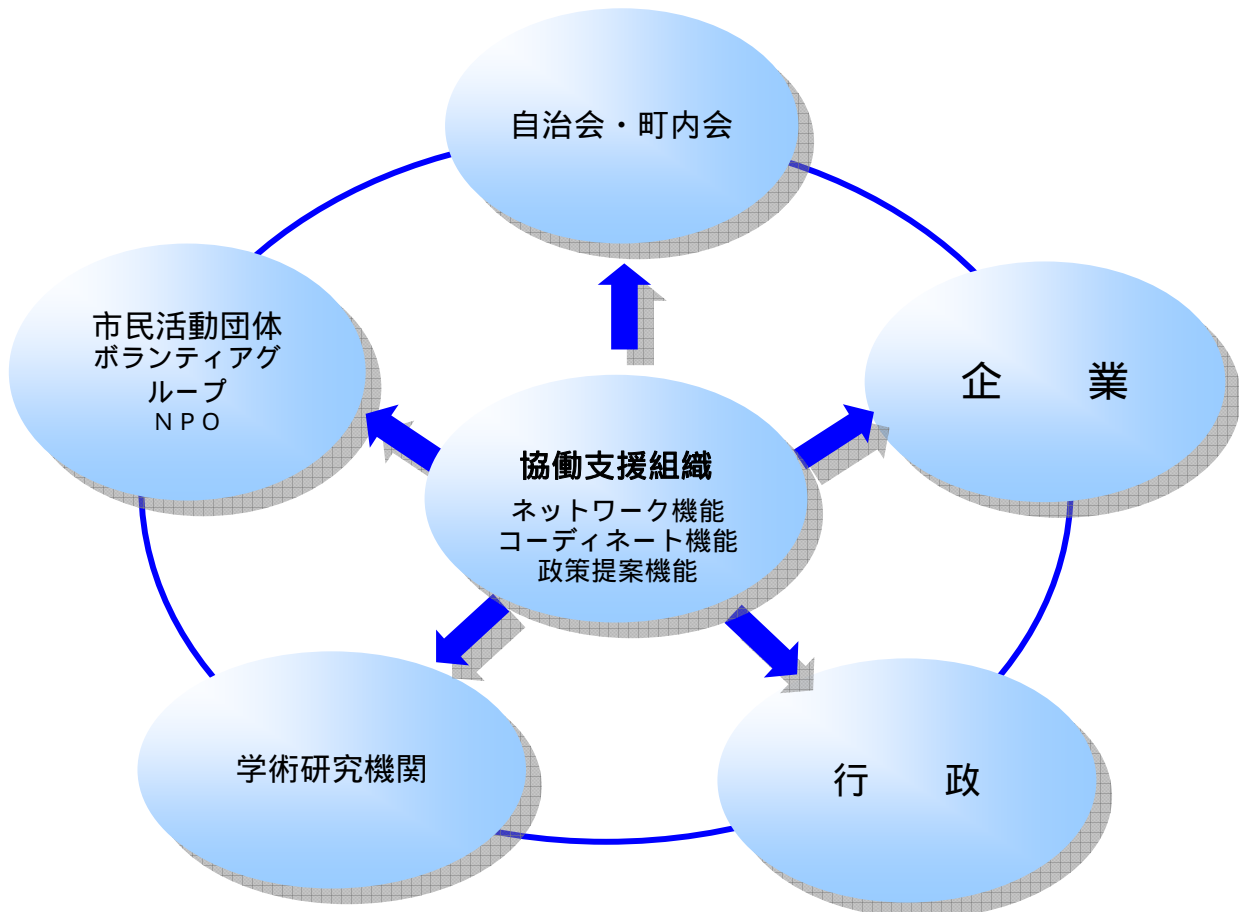 自治会・町内会
市民活動団体
ボランティアグ
ループ
ＮＰＯ
企　　業
協働支援組織
ネットワーク機能
コーディネート機能
政策提案機能
学術研究機関
行　　政